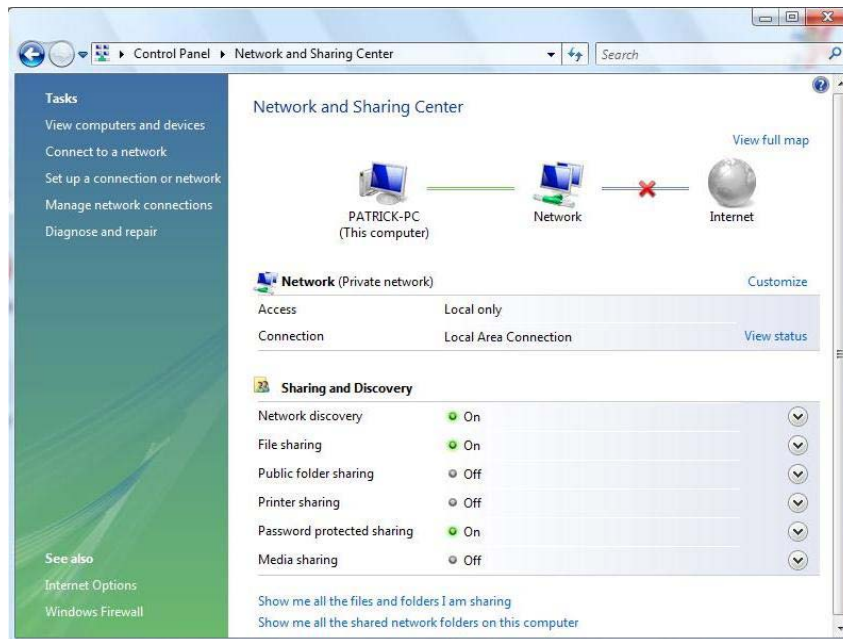 Control Panel Network and Sharing Center Search
Tasks
View computers and devices
Connect to a network
Set up a connection or network
Manage network connections
Diagnose and repair
See also
Internet Options
Windows Firewall
Network and Sharing Center
View full map
PATRICK-PC
(This computer)
Network
Internet
Network (Private network) Customize
Access Local only
Connection Local Area Connection View status
Sharing and Discovery
Network discovery On
File sharing On
Public folder sharing Off
Printer sharing Off
Password protected sharing On
Media sharing Off
Show me all the files and folders I am sharing
Show me all the shared network folders on this computer